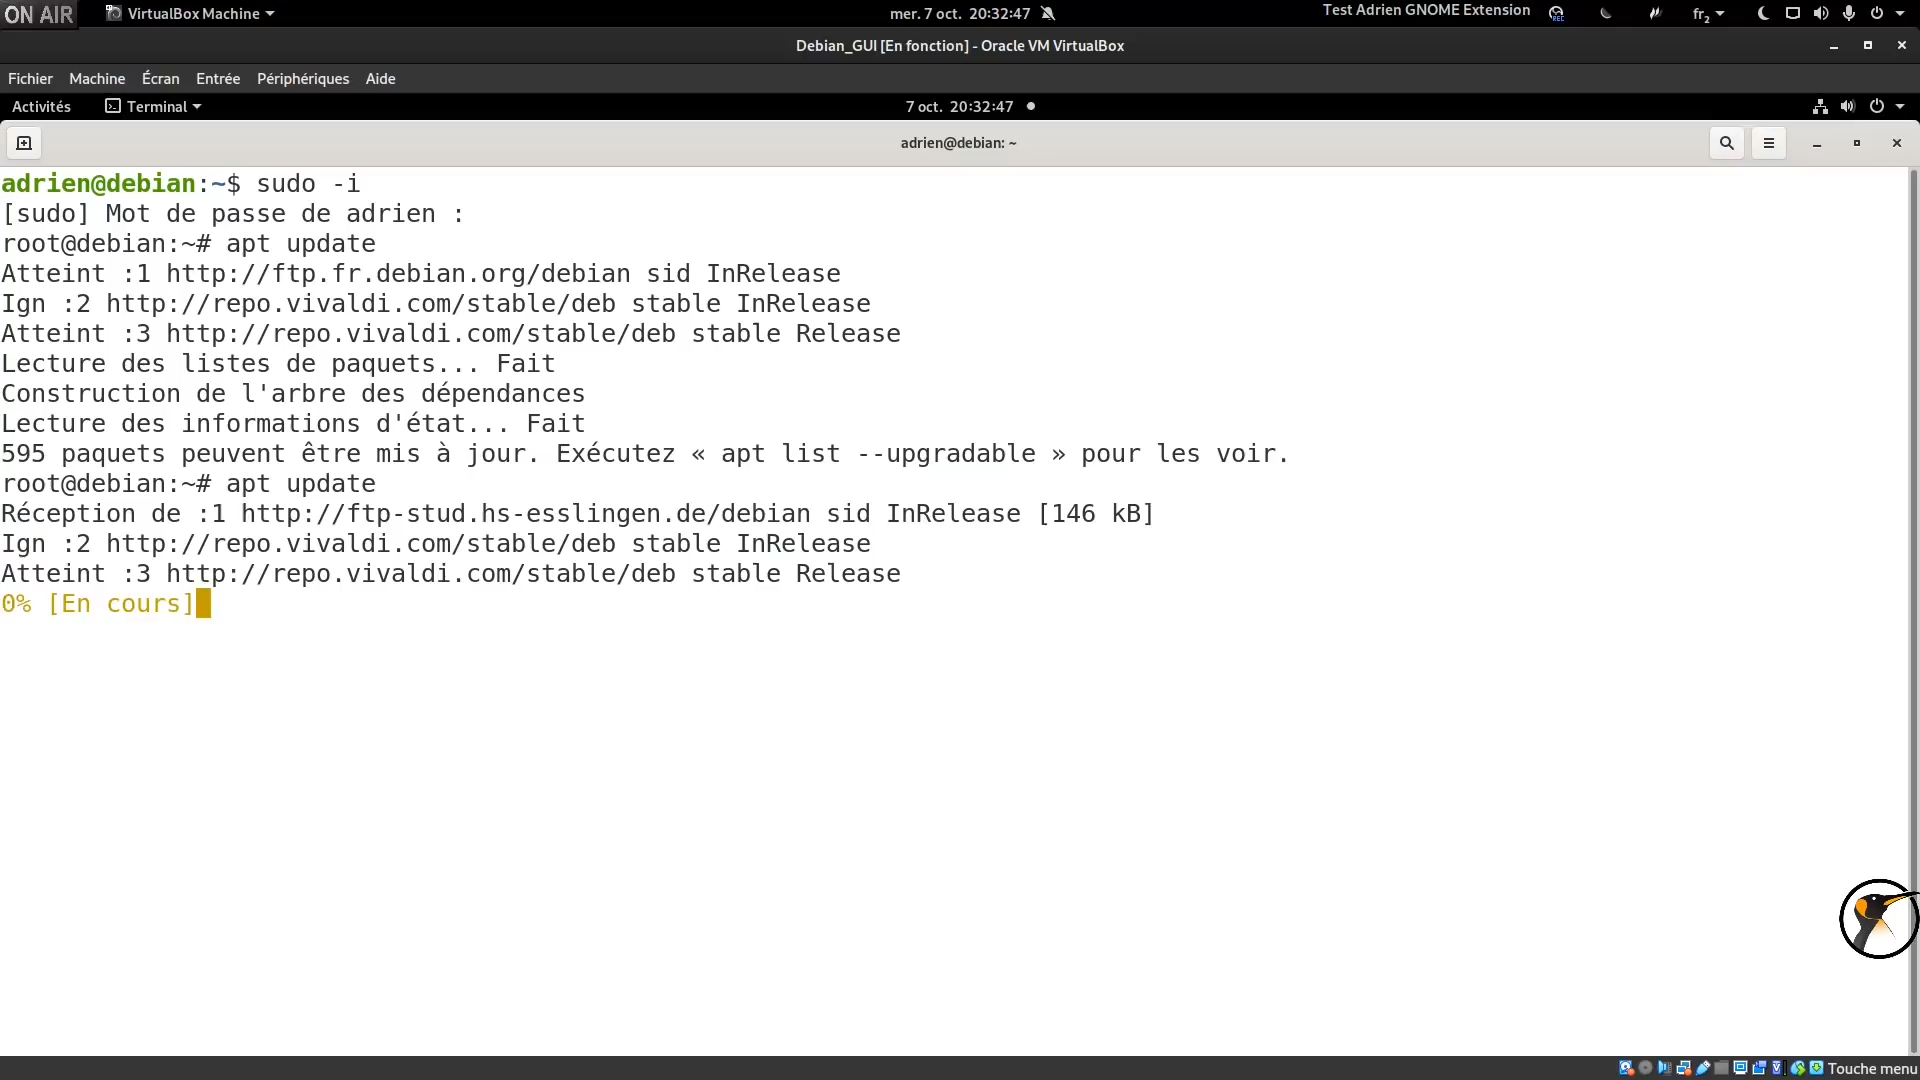 ON AIR VirtualBox Machine mer. 7 oct. 20:32:47 Test Adrien GNOME Extension REC fr₂
Debian_GUI [En fonction] - Oracle VM VirtualBox
Fichier Machine Écran Entrée Périphériques Aide
Activités Terminal 7 oct. 20:32:47
adrien@debian: ~
adrien@debian:~$ sudo -i
[sudo] Mot de passe de adrien :
root@debian:~# apt update
Atteint :1 http://ftp.fr.debian.org/debian sid InRelease
Ign :2 http://repo.vivaldi.com/stable/deb stable InRelease
Atteint :3 http://repo.vivaldi.com/stable/deb stable Release
Lecture des listes de paquets... Fait
Construction de l'arbre des dépendances
Lecture des informations d'état... Fait
595 paquets peuvent être mis à jour. Exécutez « apt list --upgradable » pour les voir.
root@debian:~# apt update
Réception de :1 http://ftp-stud.hs-esslingen.de/debian sid InRelease [146 kB]
Ign :2 http://repo.vivaldi.com/stable/deb stable InRelease
Atteint :3 http://repo.vivaldi.com/stable/deb stable Release
0% [En cours]
Touche menu